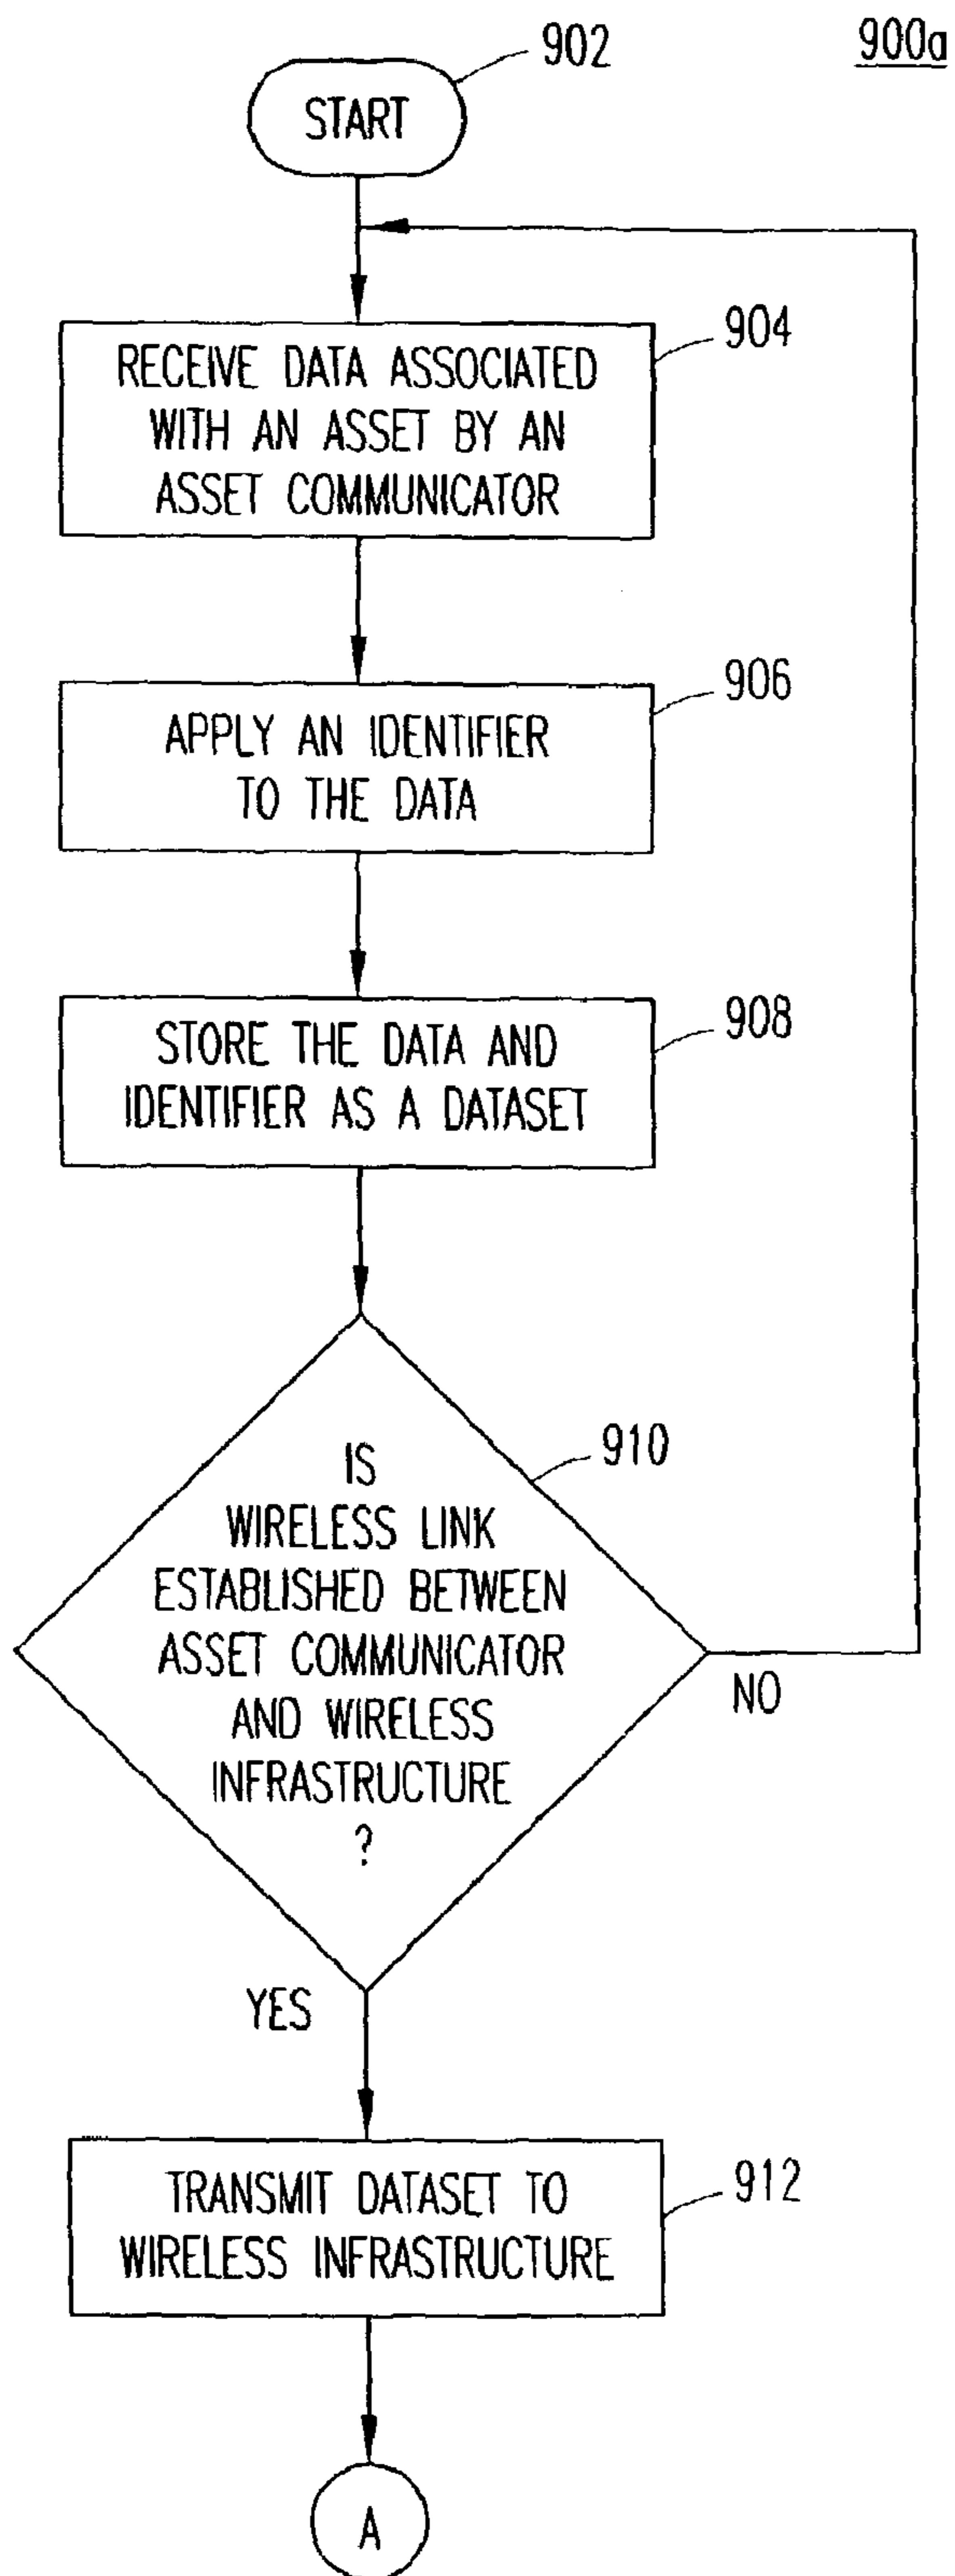 900a
902
START
904
RECEIVE DATA ASSOCIATED
WITH AN ASSET BY AN
ASSET COMMUNICATOR
906
APPLY AN IDENTIFIER
TO THE DATA
908
STORE THE DATA AND
IDENTIFIER AS A DATASET
910
IS
WIRELESS LINK
ESTABLISHED BETWEEN
ASSET COMMUNICATOR
AND WIRELESS
INFRASTRUCTURE
?
NO
YES
912
TRANSMIT DATASET TO
WIRELESS INFRASTRUCTURE
A